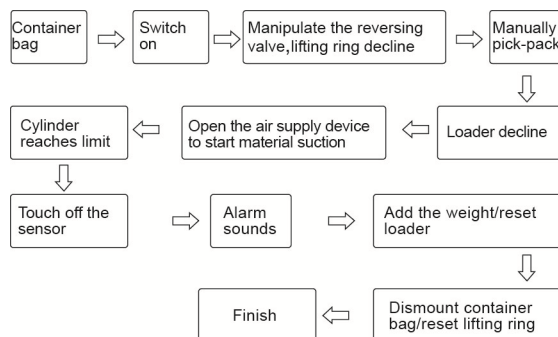 Container
bag
Switch
on
Manipulate the reversing
valve,lifting ring decline
Manually
pick-pack
Loader decline
Open the air supply device
to start material suction
Cylinder
reaches limit
Touch off the
sensor
Alarm
sounds
Add the weight/reset
loader
Dismount container
bag/reset lifting ring
Finish